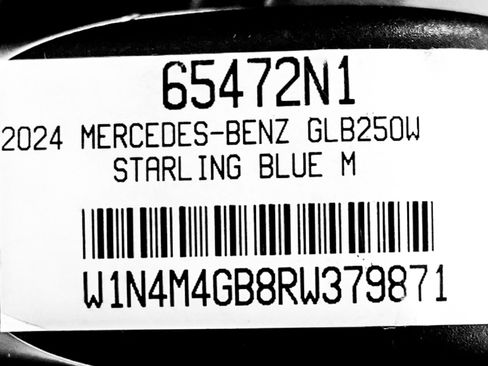 65472N1
2024 MERCEDES-BENZ GLB250W
STARLING BLUE M
W1N4M4GB8RW379871